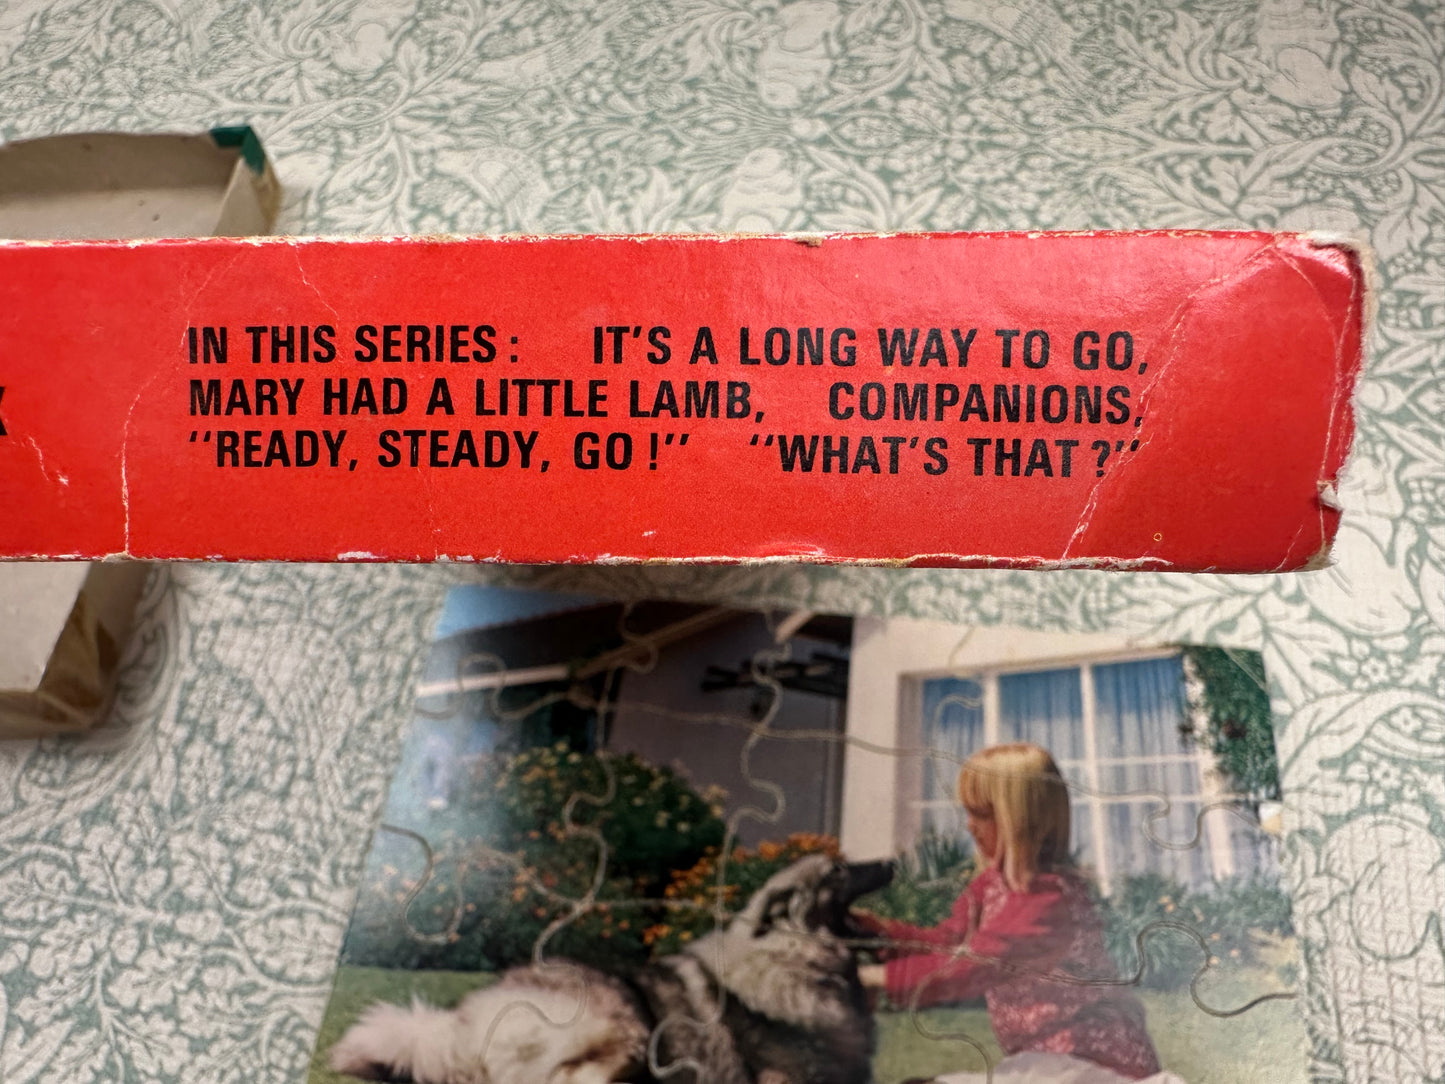 IN THIS SERIES : IT'S A LONG WAY TO GO,
MARY HAD A LITTLE LAMB, COMPANIONS,
"READY, STEADY, GO !" "WHAT'S THAT ?"